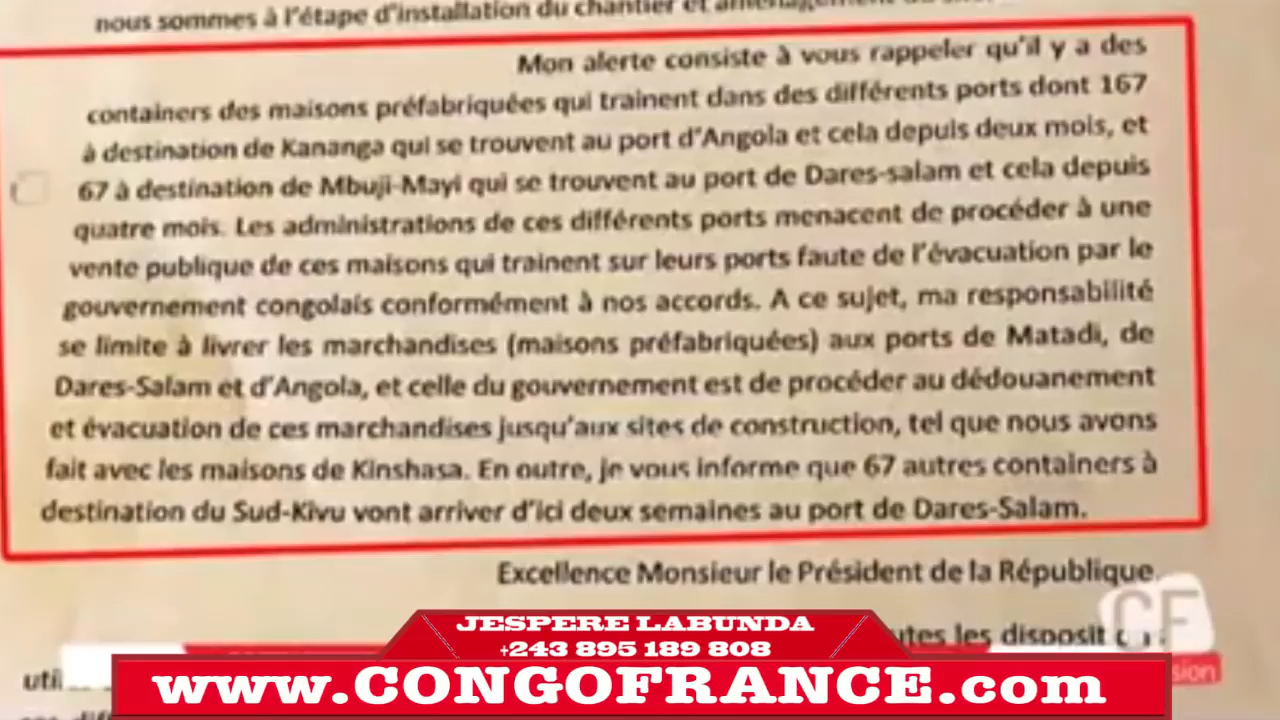 nous sommes à l'étape d'installation du chantier et
Mon alerte consiste à vous rappeler qu'il y a des
containers des maisons préfabriquées qui trainent dans des différents ports dont 167
à destination de Kananga qui se trouvent au port d'Angola et cela depuis deux mois, et
67 à destination de Mbuji-Mayi qui se trouvent au port de Dares-salam et cela depuis
quatre mois. Les administrations de ces différents ports menacent de procéder à une
vente publique de ces maisons qui trainent sur leurs ports faute de l'évacuation par le
gouvernement congolais conformément à nos accords. A ce sujet, ma responsabilité
se limite à livrer les marchandises (maisons préfabriquées) aux ports de Matadi, de
Dares-Salam et d'Angola, et celle du gouvernement est de procéder au dédouanement
et évacuation de ces marchandises jusqu'aux sites de construction, tel que nous avons
fait avec les maisons de Kinshasa. En outre, je vous informe que 67 autres containers à
destination du Sud-Kivu vont arriver d'ici deux semaines au port de Dares-Salam.
Excellence Monsieur le Président de la République,
CF
JESPERE LABUNDA
les
+243 895 189 808
www.CONGOFRANCE.com